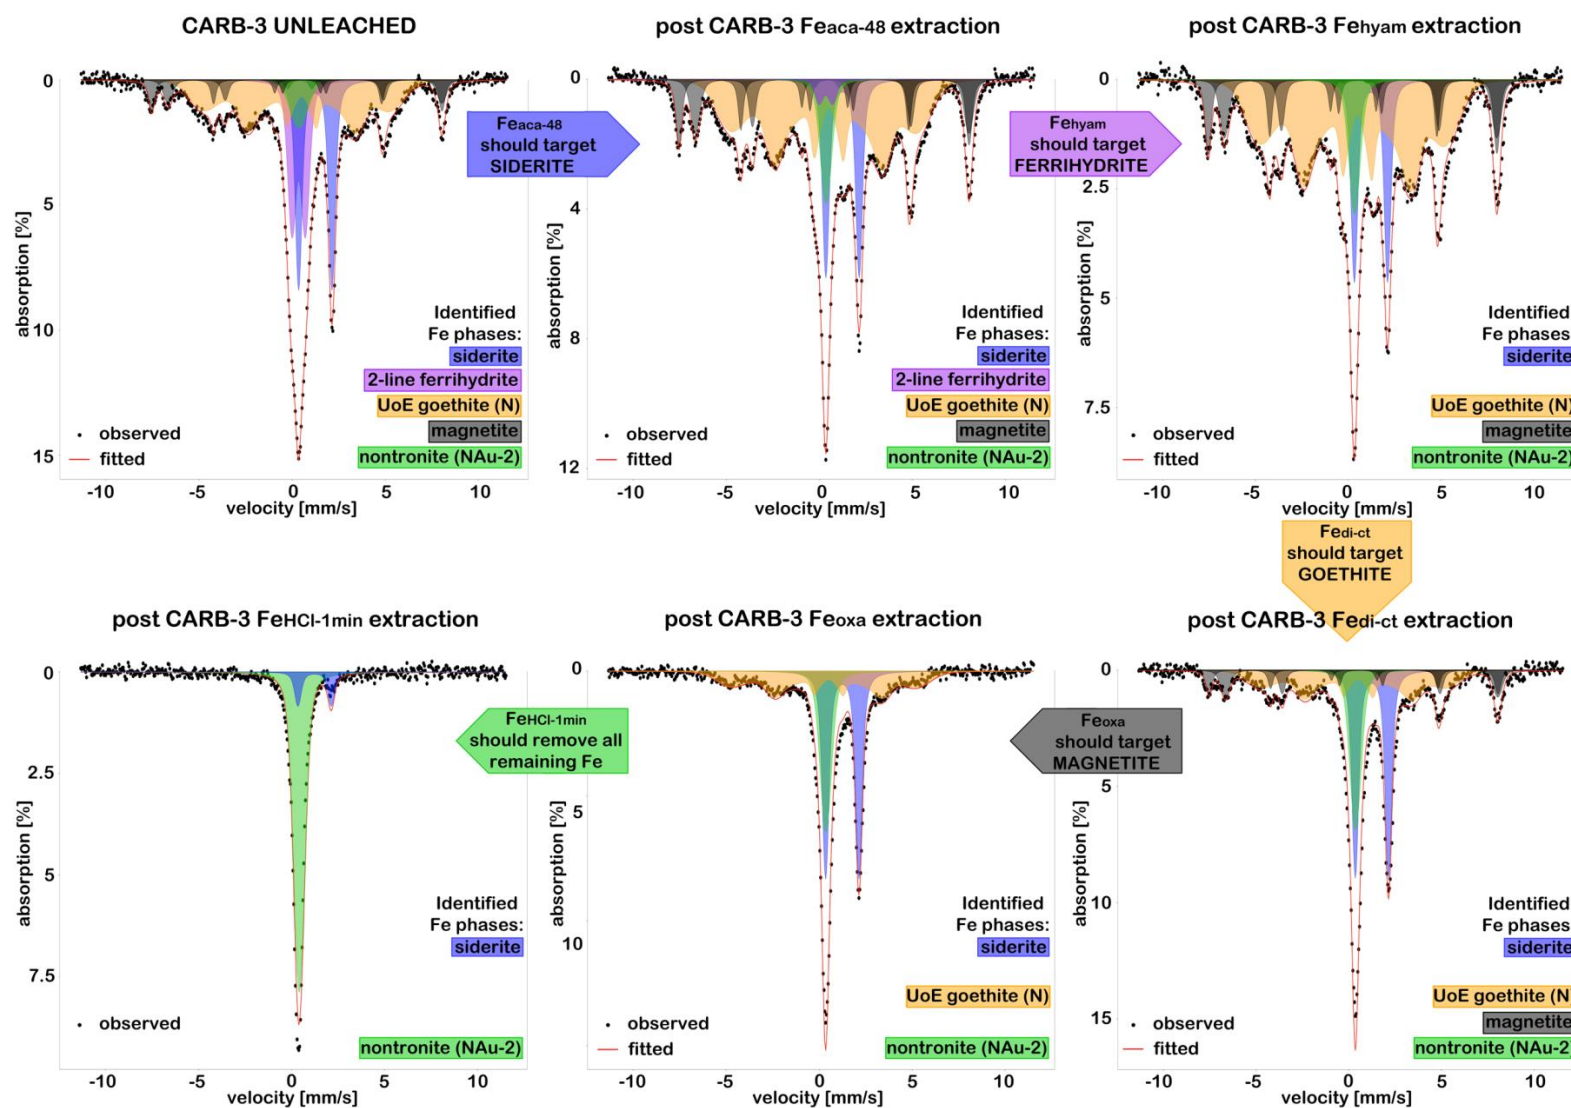 CARB-3 UNLEACHED
0
5
10
15
absorption [%]
-10
-5
0
5
10
velocity [mm/s]
Identified
Fe phases:
siderite
2-line ferrihydrite
UoE goethite (N)
magnetite
nontronite (NAu-2)
observed
fitted
Feaca-48
should target
SIDERITE
post CARB-3 Feaca-48 extraction
0
4
8
12
absorption [%]
-10
-5
0
5
10
velocity [mm/s]
Identified
Fe phases:
siderite
2-line ferrihydrite
UoE goethite (N)
magnetite
nontronite (NAu-2)
observed
fitted
Fehyam
should target
FERRIHYDRITE
post CARB-3 Fehyam extraction
0
2.5
5
7.5
absorption [%]
-10
-5
0
5
10
velocity [mm/s]
Identified
Fe phases:
siderite
UoE goethite (N)
magnetite
nontronite (NAu-2)
observed
fitted
Fedi-ct
should target
GOETHITE
post CARB-3 FeHCl-1min extraction
0
2.5
5
7.5
absorption [%]
-10
-5
0
5
10
velocity [mm/s]
Identified
Fe phases:
siderite
nontronite (NAu-2)
observed
FeHCl-1min
should remove all
remaining Fe
post CARB-3 Feoxa extraction
0
5
10
absorption [%]
-10
-5
0
5
10
velocity [mm/s]
Identified
Fe phases:
siderite
UoE goethite (N)
nontronite (NAu-2)
observed
fitted
Feoxa
should target
MAGNETITE
post CARB-3 Fedi-ct extraction
0
5
10
15
absorption [%]
-10
-5
0
5
10
velocity [mm/s]
Identified
Fe phases:
siderite
UoE goethite (N
magnetite
nontronite (NAu-2)
observed
fitted